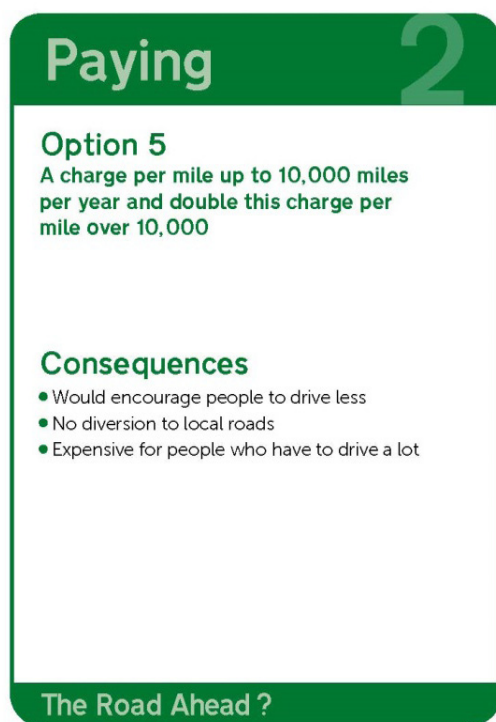 Paying 2
Option 5
A charge per mile up to 10,000 miles
per year and double this charge per
mile over 10,000
Consequences
• Would encourage people to drive less
• No diversion to local roads
• Expensive for people who have to drive a lot
The Road Ahead?